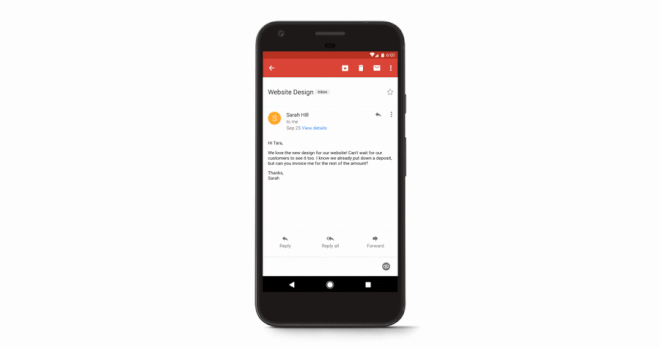 6:00
Website Design Inbox
S
Sarah Hill
to me
Sep 25 View details
Hi Tara,
We love the new design for our website! Can't wait for our
customers to see it too. I know we already put down a deposit,
but can you invoice me for the rest of the amount?
Thanks,
Sarah
Reply Reply all Forward